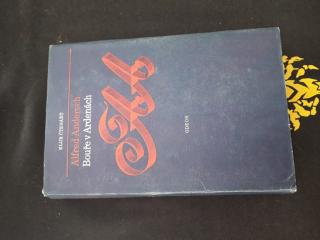 KLUB ČTENÁŘŮ
Alfred Andersch
Bouře v Ardenách
ODEON